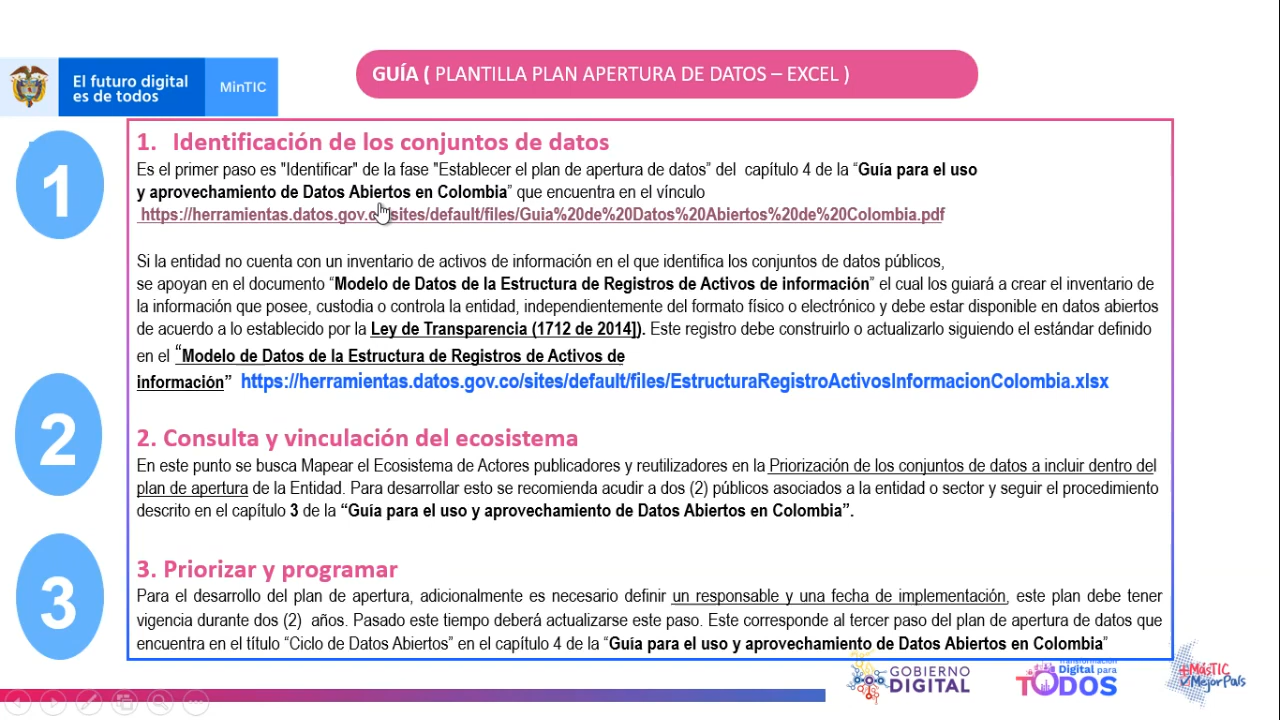 El futuro digital
es de todos
MinTIC
GUÍA ( PLANTILLA PLAN APERTURA DE DATOS – EXCEL )
1
1. Identificación de los conjuntos de datos
Es el primer paso es "Identificar" de la fase "Establecer el plan de apertura de datos” del capítulo 4 de la “Guía para el uso
y aprovechamiento de Datos Abiertos en Colombia” que encuentra en el vínculo
https://herramientas.datos.gov.co/sites/default/files/Guia%20de%20Datos%20Abiertos%20de%20Colombia.pdf
Si la entidad no cuenta con un inventario de activos de información en el que identifica los conjuntos de datos públicos,
se apoyan en el documento “Modelo de Datos de la Estructura de Registros de Activos de información” el cual los guiará a crear el inventario de
la información que posee, custodia o controla la entidad, independientemente del formato físico o electrónico y debe estar disponible en datos abiertos
de acuerdo a lo establecido por la Ley de Transparencia (1712 de 2014]). Este registro debe construirlo o actualizarlo siguiendo el estándar definido
en el “Modelo de Datos de la Estructura de Registros de Activos de
información” https://herramientas.datos.gov.co/sites/default/files/EstructuraRegistroActivosInformacionColombia.xlsx
2
2. Consulta y vinculación del ecosistema
En este punto se busca Mapear el Ecosistema de Actores publicadores y reutilizadores en la Priorización de los conjuntos de datos a incluir dentro del
plan de apertura de la Entidad. Para desarrollar esto se recomienda acudir a dos (2) públicos asociados a la entidad o sector y seguir el procedimiento
descrito en el capítulo 3 de la “Guía para el uso y aprovechamiento de Datos Abiertos en Colombia”.
3
3. Priorizar y programar
Para el desarrollo del plan de apertura, adicionalmente es necesario definir un responsable y una fecha de implementación, este plan debe tener
vigencia durante dos (2) años. Pasado este tiempo deberá actualizarse este paso. Este corresponde al tercer paso del plan de apertura de datos que
encuentra en el título “Ciclo de Datos Abiertos” en el capítulo 4 de la “Guía para el uso y aprovechamiento de Datos Abiertos en Colombia”
GOBIERNO
DIGITAL
Transformación
Digital para
TODOS
+MásTIC
✓MejorPaís